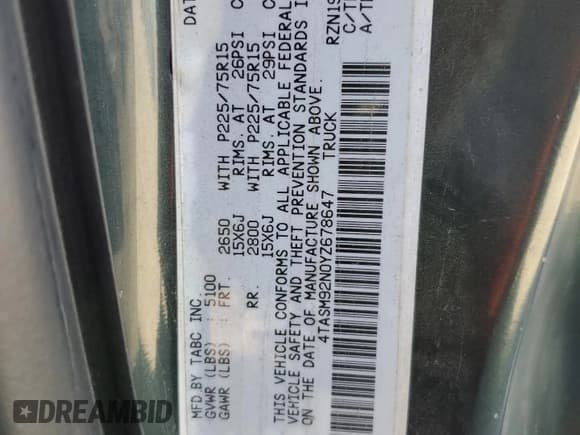 DAT
MFD.BY TABC INC.
GVWR (LBS) : 5100
GAWR (LBS) : FRT. 2650 WITH P225/75R15
15X6J RIMS. AT 26PSI C
RR. 2800 WITH P225/75R15
15X6J RIMS. AT 29PSI C
THIS VEHICLE CONFORMS TO ALL APPLICABLE FEDERAL
VEHICLE SAFETY AND THEFT PREVENTION STANDARDS I
ON THE DATE OF MANUFACTURE SHOWN ABOVE.
4TASM92N0YZ678647 TRUCK
RZN19
C/T
A/T
DREAMBID